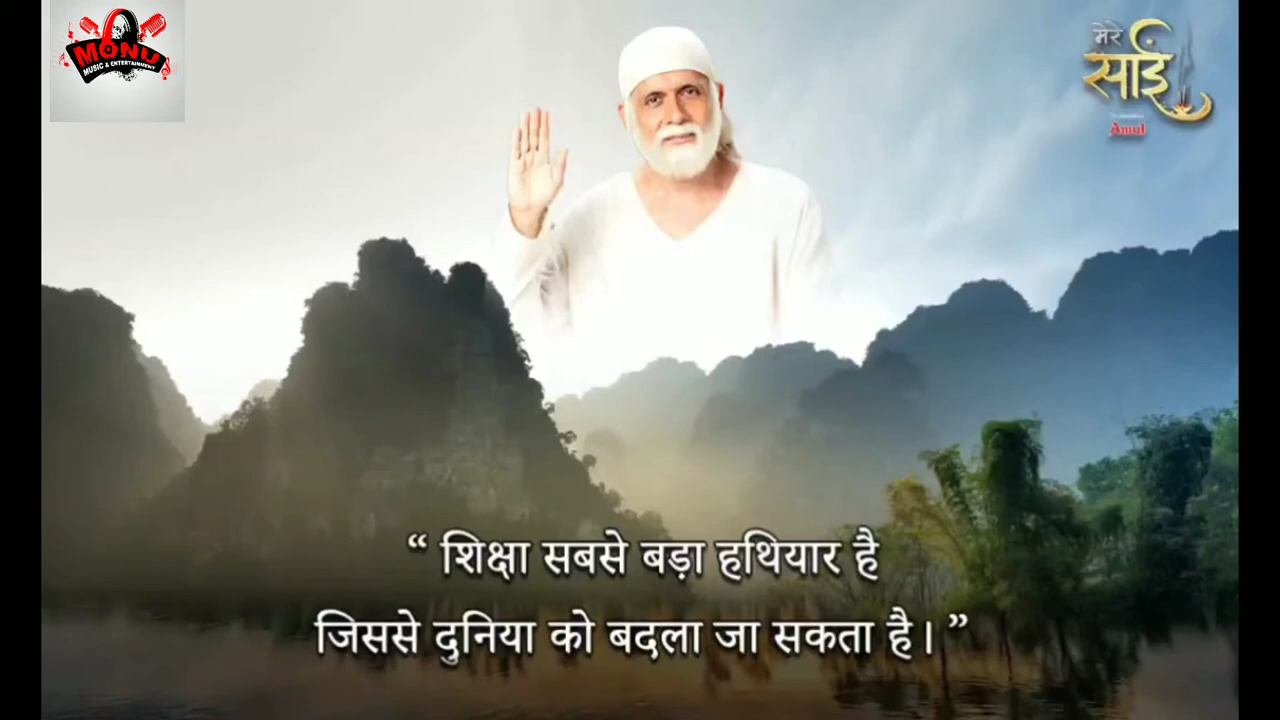 MONU
MUSIC & ENTERTAINMENT
मेरे
साईं
Amul
“ शिक्षा सबसे बड़ा हथियार है
जिससे दुनिया को बदला जा सकता है। ”